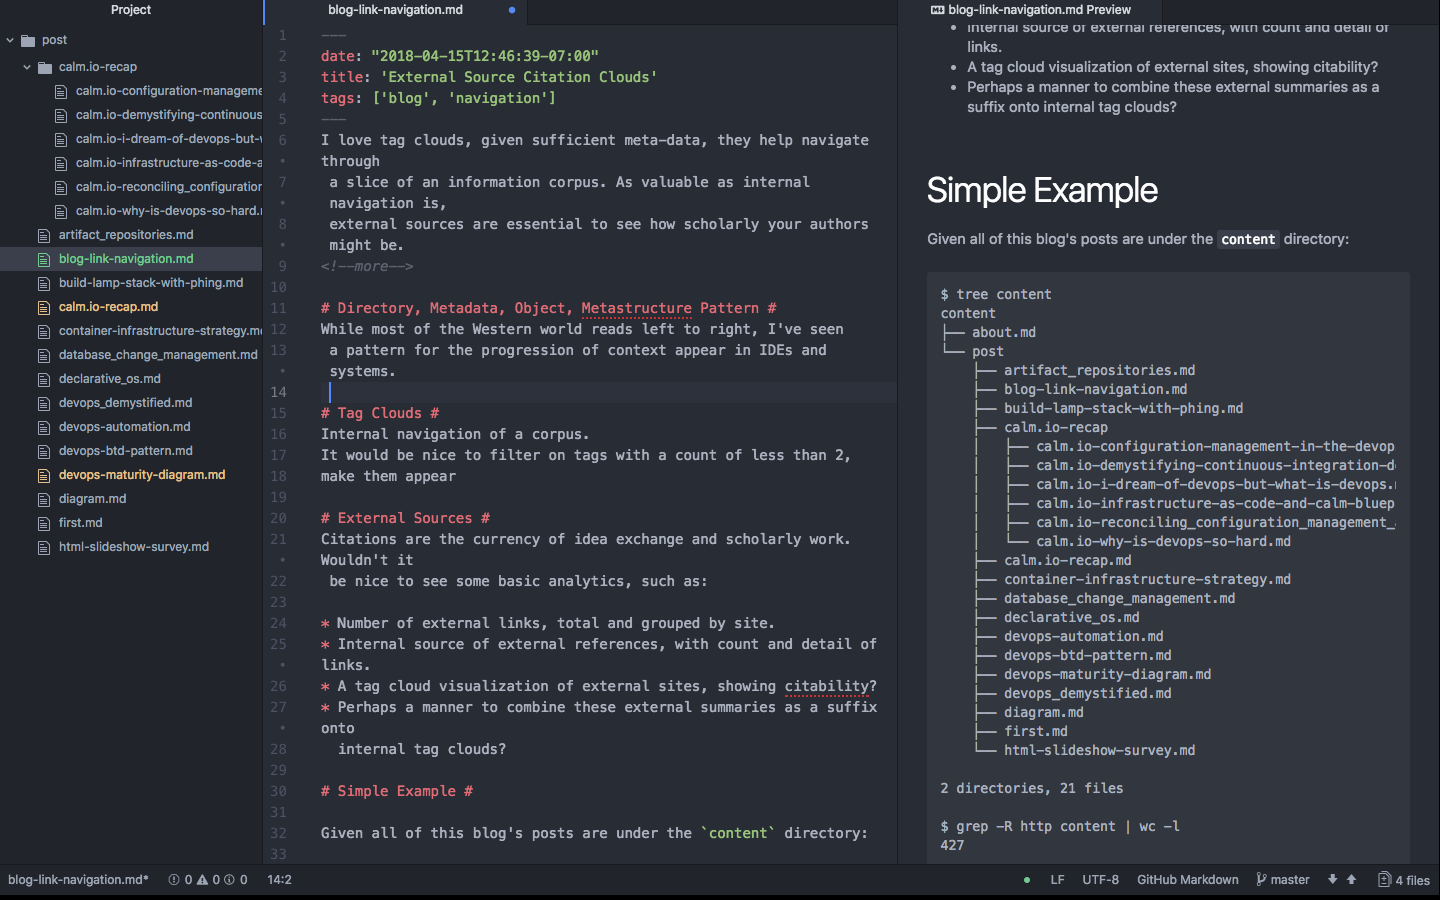 Project
post
calm.io-recap
calm.io-configuration-manageme
calm.io-demystifying-continuous
calm.io-i-dream-of-devops-but-w
calm.io-infrastructure-as-code-a
calm.io-reconciling_configuration
calm.io-why-is-devops-so-hard.
artifact_repositories.md
blog-link-navigation.md
build-lamp-stack-with-phing.md
calm.io-recap.md
container-infrastructure-strategy.md
database_change_management.md
declarative_os.md
devops_demystified.md
devops-automation.md
devops-btd-pattern.md
devops-maturity-diagram.md
diagram.md
first.md
html-slideshow-survey.md
blog-link-navigation.md
1 ---
2 date: "2018-04-15T12:46:39-07:00"
3 title: 'External Source Citation Clouds'
4 tags: ['blog', 'navigation']
5 ---
6 I love tag clouds, given sufficient meta-data, they help navigate
• through
7 a slice of an information corpus. As valuable as internal
• navigation is,
8 external sources are essential to see how scholarly your authors
• might be.
9 <!--more-->
10
11 # Directory, Metadata, Object, Metastructure Pattern #
12 While most of the Western world reads left to right, I've seen
13 a pattern for the progression of context appear in IDEs and
• systems.
14
15 # Tag Clouds #
16 Internal navigation of a corpus.
17 It would be nice to filter on tags with a count of less than 2,
18 make them appear
19
20 # External Sources #
21 Citations are the currency of idea exchange and scholarly work.
• Wouldn't it
22 be nice to see some basic analytics, such as:
23
24 * Number of external links, total and grouped by site.
25 * Internal source of external references, with count and detail of
• links.
26 * A tag cloud visualization of external sites, showing citability?
27 * Perhaps a manner to combine these external summaries as a suffix
• onto
28 internal tag clouds?
29
30 # Simple Example #
31
32 Given all of this blog's posts are under the `content` directory:
33
blog-link-navigation.md Preview
• Internal source of external references, with count and detail of
links.
• A tag cloud visualization of external sites, showing citability?
• Perhaps a manner to combine these external summaries as a
suffix onto internal tag clouds?
Simple Example
Given all of this blog's posts are under the content directory:
$ tree content
content
├── about.md
└── post
├── artifact_repositories.md
├── blog-link-navigation.md
├── build-lamp-stack-with-phing.md
├── calm.io-recap
│   ├── calm.io-configuration-management-in-the-devop
│   ├── calm.io-demystifying-continuous-integration-d
│   ├── calm.io-i-dream-of-devops-but-what-is-devops.
│   ├── calm.io-infrastructure-as-code-and-calm-bluep
│   ├── calm.io-reconciling_configuration_management_
│   └── calm.io-why-is-devops-so-hard.md
├── calm.io-recap.md
├── container-infrastructure-strategy.md
├── database_change_management.md
├── declarative_os.md
├── devops-automation.md
├── devops-btd-pattern.md
├── devops-maturity-diagram.md
├── devops_demystified.md
├── diagram.md
├── first.md
└── html-slideshow-survey.md
2 directories, 21 files
$ grep -R http content | wc -l
427
blog-link-navigation.md* 0 0 0 14:2
LF UTF-8 GitHub Markdown master 4 files